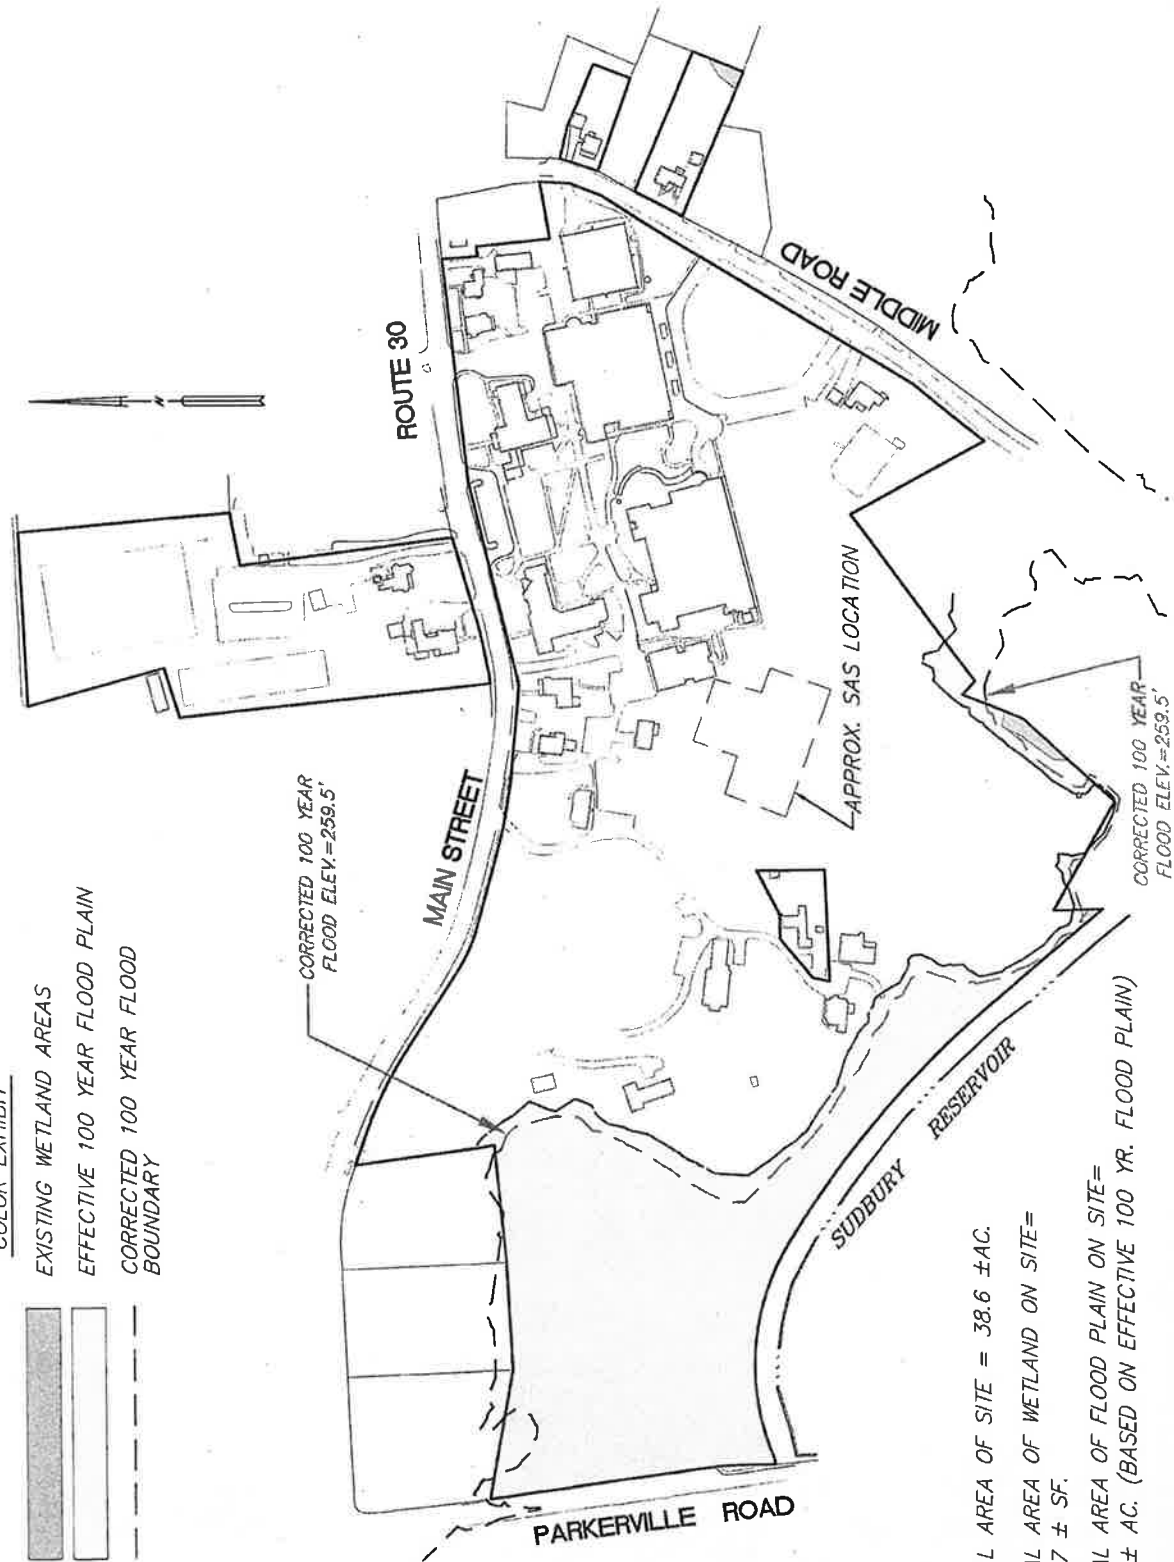 EXISTING WETLAND AREAS
EFFECTIVE 100 YEAR FLOOD PLAIN
CORRECTED 100 YEAR FLOOD
BOUNDARY
ROUTE 30
MAIN STREET
MIDDLE ROAD
CORRECTED 100 YEAR
FLOOD ELEV.=259.5'
APPROX. SAS LOCATION
CORRECTED 100 YEAR
FLOOD ELEV.=259.5'
SUDBURY RESERVOIR
PARKERVILLE ROAD
AREA OF SITE = 38.6 ±AC.
AREA OF WETLAND ON SITE=
7 ± SF.
AREA OF FLOOD PLAIN ON SITE=
± AC. (BASED ON EFFECTIVE 100 YR. FLOOD PLAIN)
N